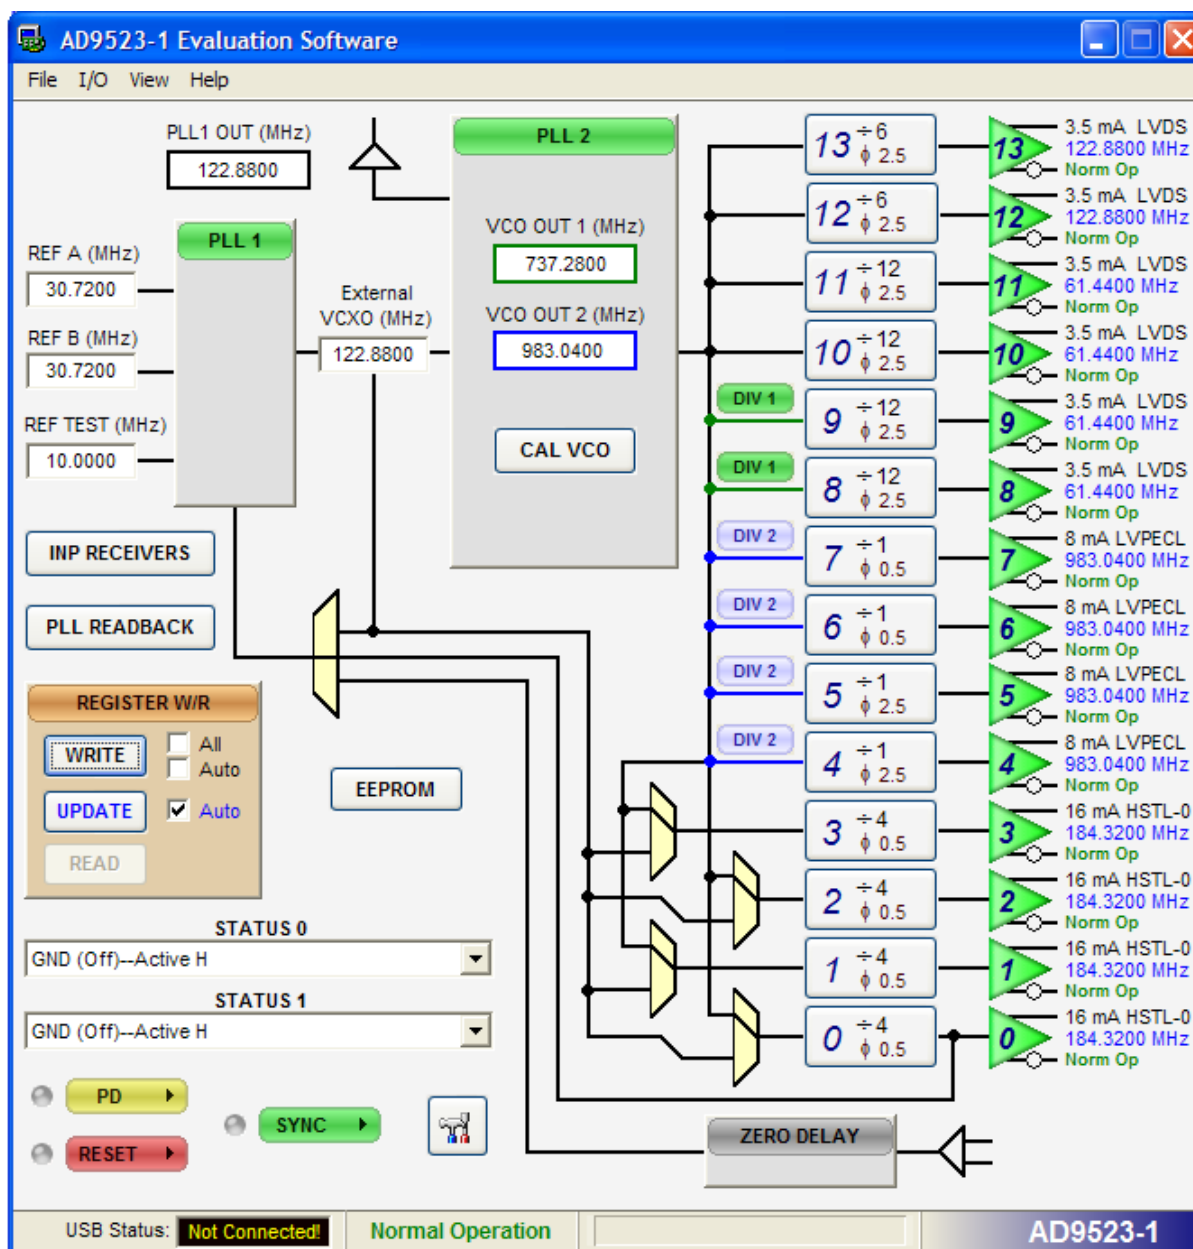 AD9523-1 Evaluation Software
File I/O View Help
PLL1 OUT (MHz)
122.8800
PLL 1
REF A (MHz)
30.7200
REF B (MHz)
30.7200
REF TEST (MHz)
10.0000
External
VCXO (MHz)
122.8800
PLL 2
VCO OUT 1 (MHz)
737.2800
VCO OUT 2 (MHz)
983.0400
CAL VCO
INP RECEIVERS
PLL READBACK
REGISTER W/R
WRITE
All
Auto
UPDATE
Auto
READ
EEPROM
STATUS 0
GND (Off)--Active H
STATUS 1
GND (Off)--Active H
PD
RESET
SYNC
ZERO DELAY
DIV 1
DIV 1
DIV 2
DIV 2
DIV 2
DIV 2
13 ÷6
ϕ 2.5
12 ÷6
ϕ 2.5
11 ÷12
ϕ 2.5
10 ÷12
ϕ 2.5
9 ÷12
ϕ 2.5
8 ÷12
ϕ 2.5
7 ÷1
ϕ 0.5
6 ÷1
ϕ 0.5
5 ÷1
ϕ 2.5
4 ÷1
ϕ 2.5
3 ÷4
ϕ 0.5
2 ÷4
ϕ 0.5
1 ÷4
ϕ 0.5
0 ÷4
ϕ 0.5
3.5 mA LVDS
13 122.8800 MHz
Norm Op
3.5 mA LVDS
12 122.8800 MHz
Norm Op
3.5 mA LVDS
11 61.4400 MHz
Norm Op
3.5 mA LVDS
10 61.4400 MHz
Norm Op
3.5 mA LVDS
9 61.4400 MHz
Norm Op
3.5 mA LVDS
8 61.4400 MHz
Norm Op
8 mA LVPECL
7 983.0400 MHz
Norm Op
8 mA LVPECL
6 983.0400 MHz
Norm Op
8 mA LVPECL
5 983.0400 MHz
Norm Op
8 mA LVPECL
4 983.0400 MHz
Norm Op
16 mA HSTL-0
3 184.3200 MHz
Norm Op
16 mA HSTL-0
2 184.3200 MHz
Norm Op
16 mA HSTL-0
1 184.3200 MHz
Norm Op
16 mA HSTL-0
0 184.3200 MHz
Norm Op
USB Status: Not Connected! Normal Operation AD9523-1